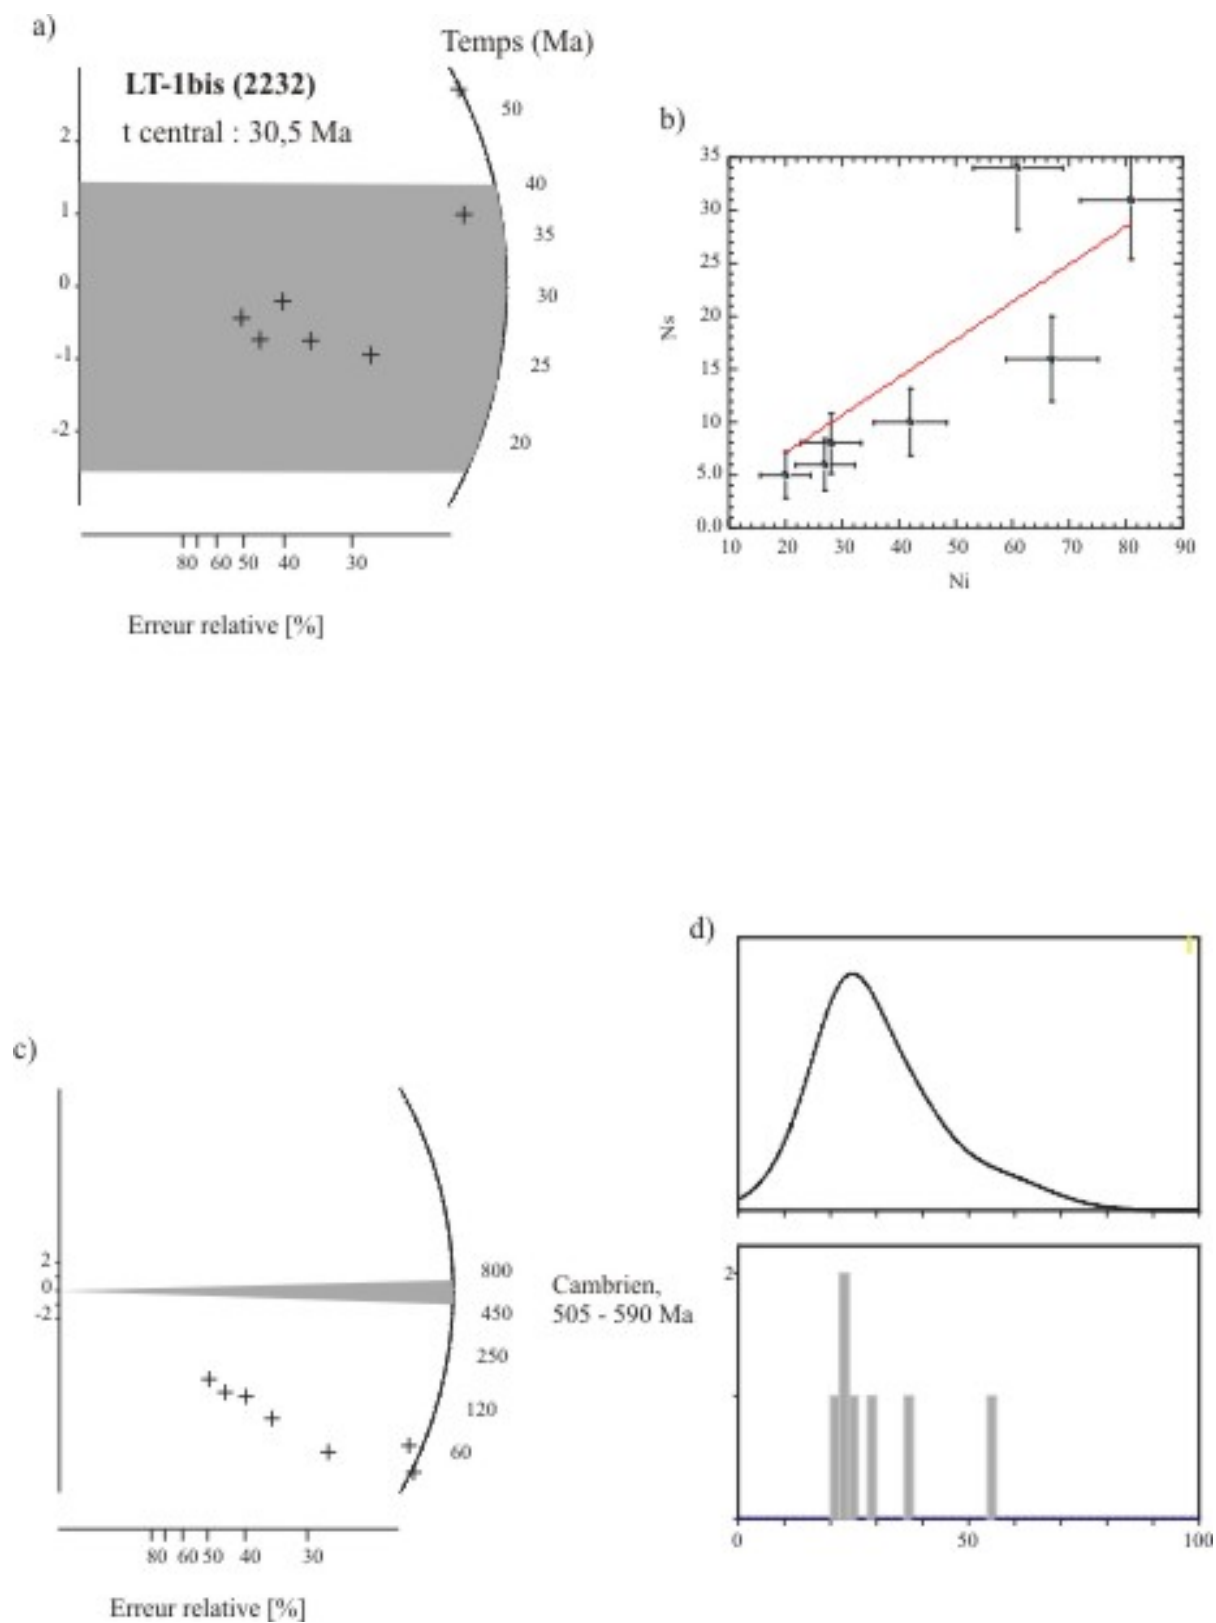 a)
Temps (Ma)
LT-1bis (2232)
t central : 30,5 Ma
50
40
35
30
25
20
2
1
0
-1
-2
80 60 50 40 30
Erreur relative [%]
b)
35
30
25
20
15
10
5.0
0.0
Ns
10 20 30 40 50 60 70 80 90
Ni
c)
2
0
-2
800
450
250
120
60
Cambrien,
505 - 590 Ma
80 60 50 40 30
Erreur relative [%]
d)
2
0 50 100